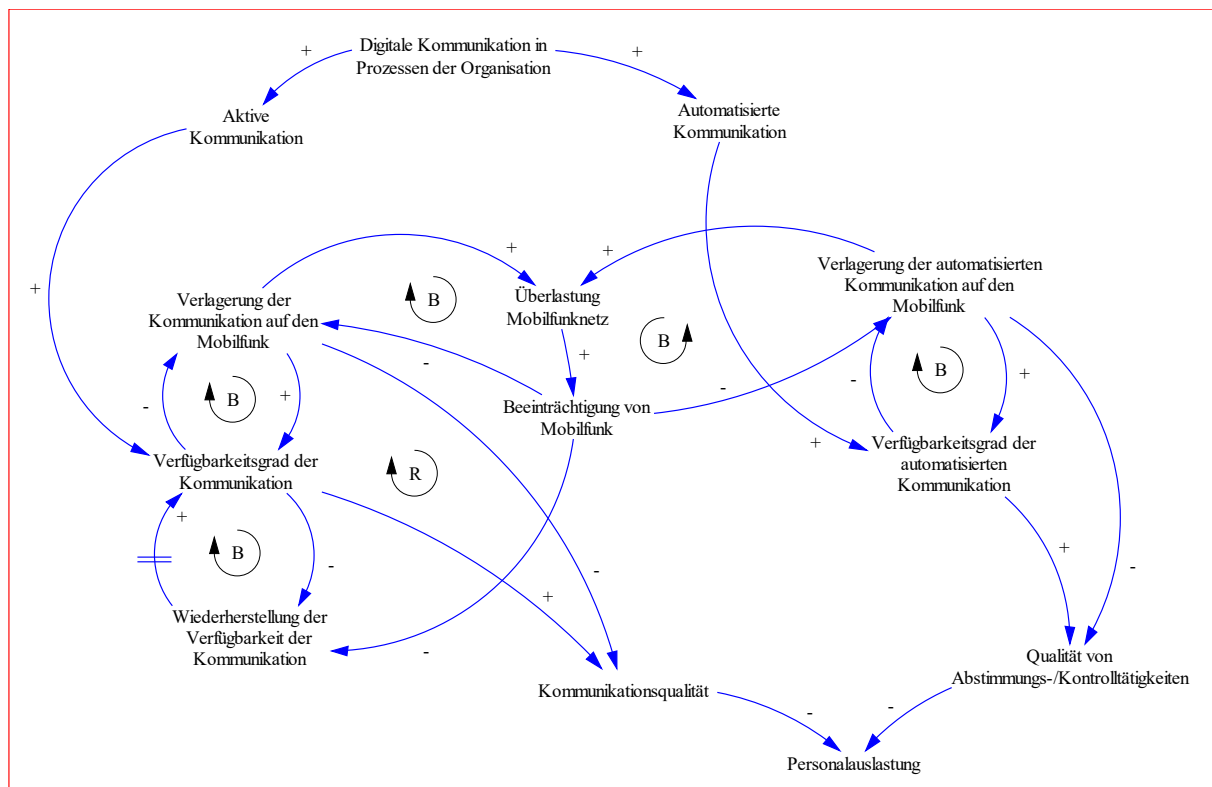 Digitale Kommunikation in
Prozessen der Organisation
+
+
Aktive
Kommunikation
Automatisierte
Kommunikation
+
+
+
+
Verlagerung der
Kommunikation auf den
Mobilfunk
B
Überlastung
Mobilfunknetz
B
Verlagerung der automatisierten
Kommunikation auf den
Mobilfunk
+
-
-
B
+
-
B
+
-
Beeinträchtigung von
Mobilfunk
-
Verfügbarkeitsgrad der
Kommunikation
R
+
Verfügbarkeitsgrad der
automatisierten
Kommunikation
+
B
-
-
+
+
-
Wiederherstellung der
Verfügbarkeit der
Kommunikation
-
Kommunikationsqualität
Qualität von
Abstimmungs-/Kontrolltätigkeiten
-
-
Personalauslastung